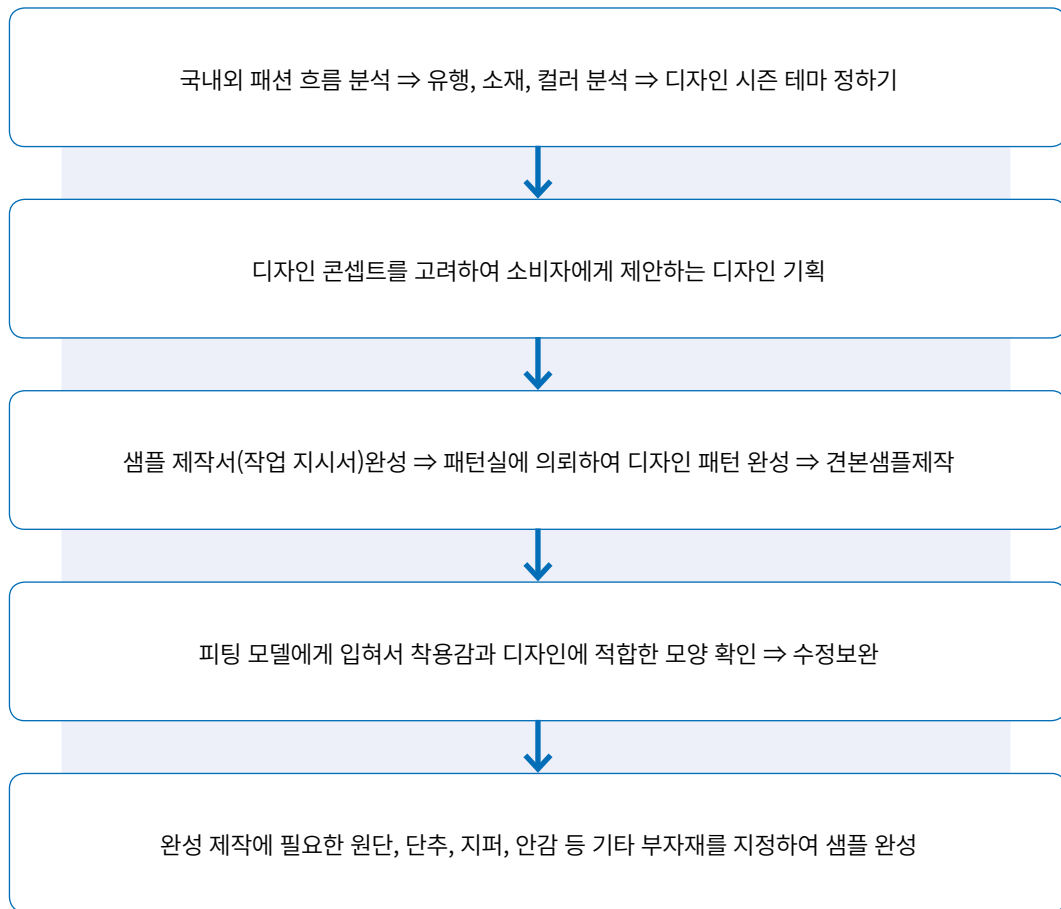 국내외 패션 흐름 분석 ⇒ 유행, 소재, 컬러 분석 ⇒ 디자인 시즌 테마 정하기
디자인 콘셉트를 고려하여 소비자에게 제안하는 디자인 기획
샘플 제작서(작업 지시서)완성 ⇒ 패턴실에 의뢰하여 디자인 패턴 완성 ⇒ 견본샘플제작
피팅 모델에게 입혀서 착용감과 디자인에 적합한 모양 확인 ⇒ 수정보완
완성 제작에 필요한 원단, 단추, 지퍼, 안감 등 기타 부자재를 지정하여 샘플 완성